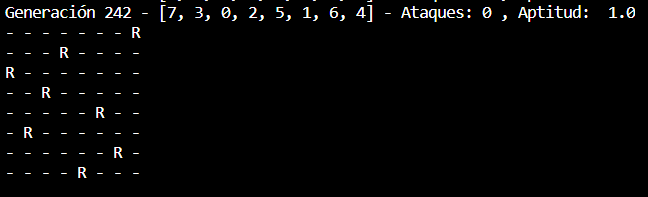 Generación 242 - [7, 3, 0, 2, 5, 1, 6, 4] - Ataques: 0 , Aptitud:  1.0
- - - - - - - R
- - - R - - - -
R - - - - - - -
- - R - - - - -
- - - - - R - -
- R - - - - - -
- - - - - - R -
- - - - R - - -